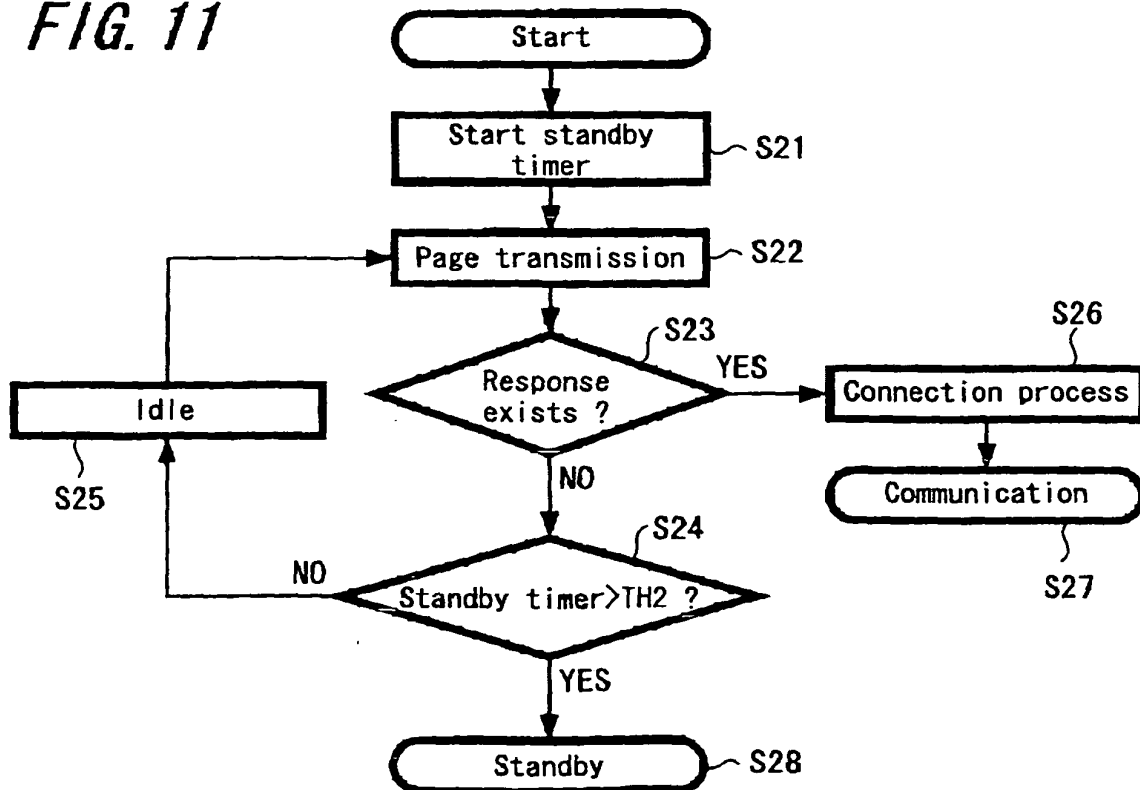 FIG. 11
Start
Start standby
timer
S21
Page transmission
S22
S23
Response
exists ?
YES
S26
Connection process
Idle
S25
NO
Communication
S27
S24
NO
Standby timer>TH2 ?
YES
Standby
S28